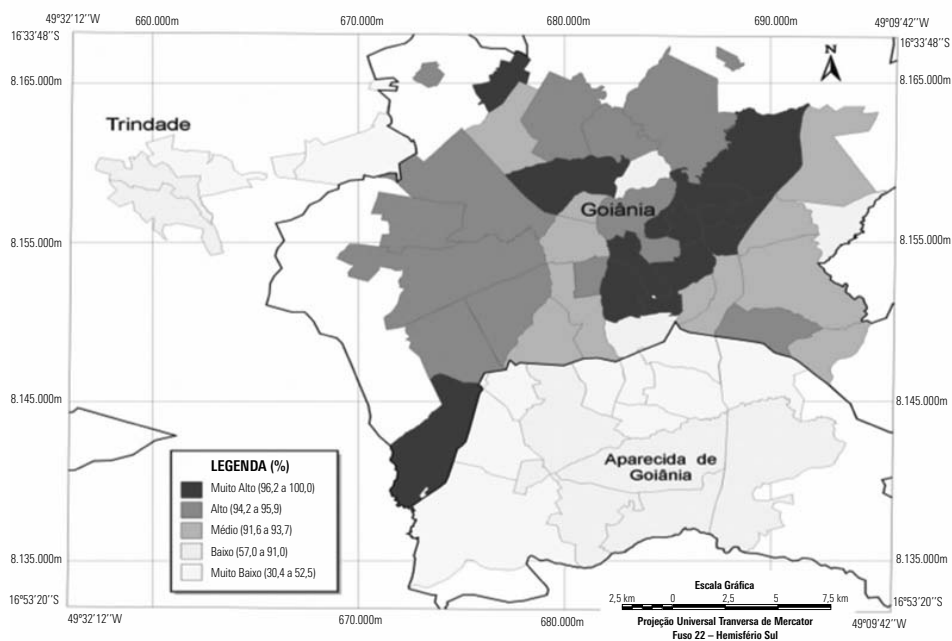 49°32'12''W
660.000m
670.000m
680.000m
690.000m
49°09'42''W
16°33'48''S
16°33'48''S
N
8.165.000m
8.165.000m
Trindade
Goiânia
8.155.000m
8.155.000m
8.145.000m
8.145.000m
LEGENDA (%)
Muito Alto (96,2 a 100,0)
Alto (94,2 a 95,9)
Médio (91,6 a 93,7)
Baixo (57,0 a 91,0)
Muito Baixo (30,4 a 52,5)
Aparecida de
Goiânia
8.135.000m
8.135.000m
Escala Gráfica
2,5 km 0 2,5 5 7,5 km
16°53'20''S
16°53'20''S
Projeção Universal Tranversa de Mercator
Fuso 22 – Hemisfério Sul
49°32'12''W
670.000m
49°09'42''W